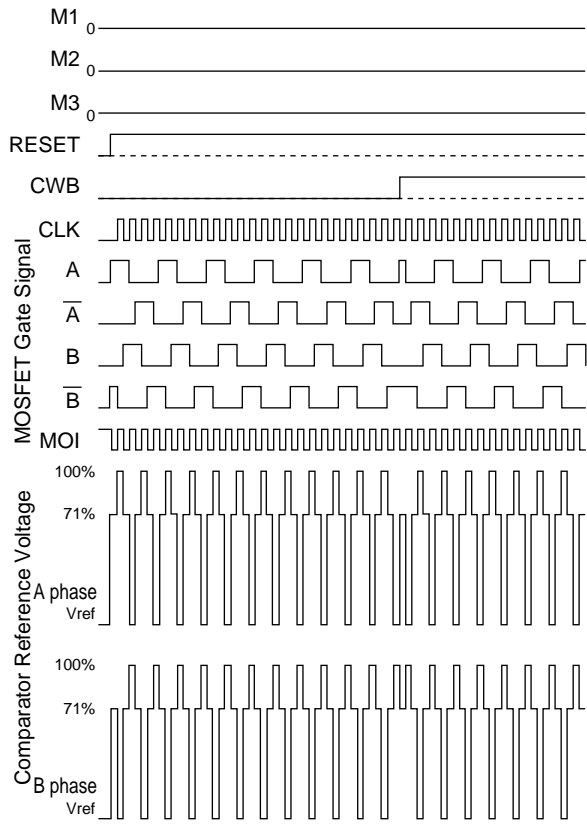 M1 0
M2 0
M3 0
RESET
CWB
CLK
MOSFET Gate Signal
A
A̅
B
B̅
MOI
Comparator Reference Voltage
100%
71%
A phase
Vref
100%
71%
B phase
Vref